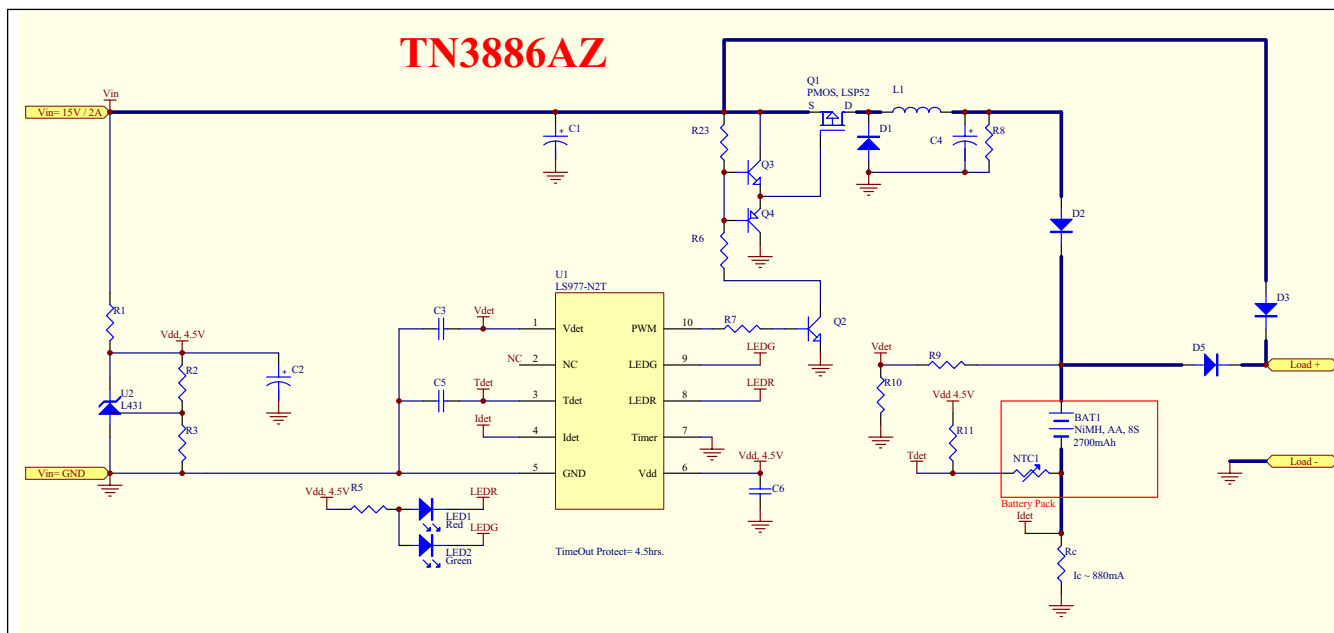 TN3886AZ
Vin
Vin= 15V / 2A
Q1
PMOS, LSP52
S
D
L1
C1
+
R23
D1
C4
+
R8
Q3
Q4
D2
R6
U1
LS977-N2T
R1
Vdd, 4.5V
R2
C2
+
U2
L431
R3
Vin= GND
C3
Vdet
1
Vdet
PWM
10
R7
Q2
D3
NC
2
NC
LEDG
9
LEDG
C5
Tdet
3
Tdet
LEDR
8
LEDR
Idet
4
Idet
Timer
7
5
GND
Vdd
6
Vdd, 4.5V
C6
Vdet
R9
R10
D5
Load +
Vdd 4.5V
R11
BAT1
NiMH, AA, 8S
2700mAh
Tdet
NTC1
Load -
Battery Pack
Idet
Rc
Ic ~ 880mA
Vdd, 4.5V
R5
LEDR
LED1
Red
LEDG
LED2
Green
TimeOut Protect= 4.5hrs.